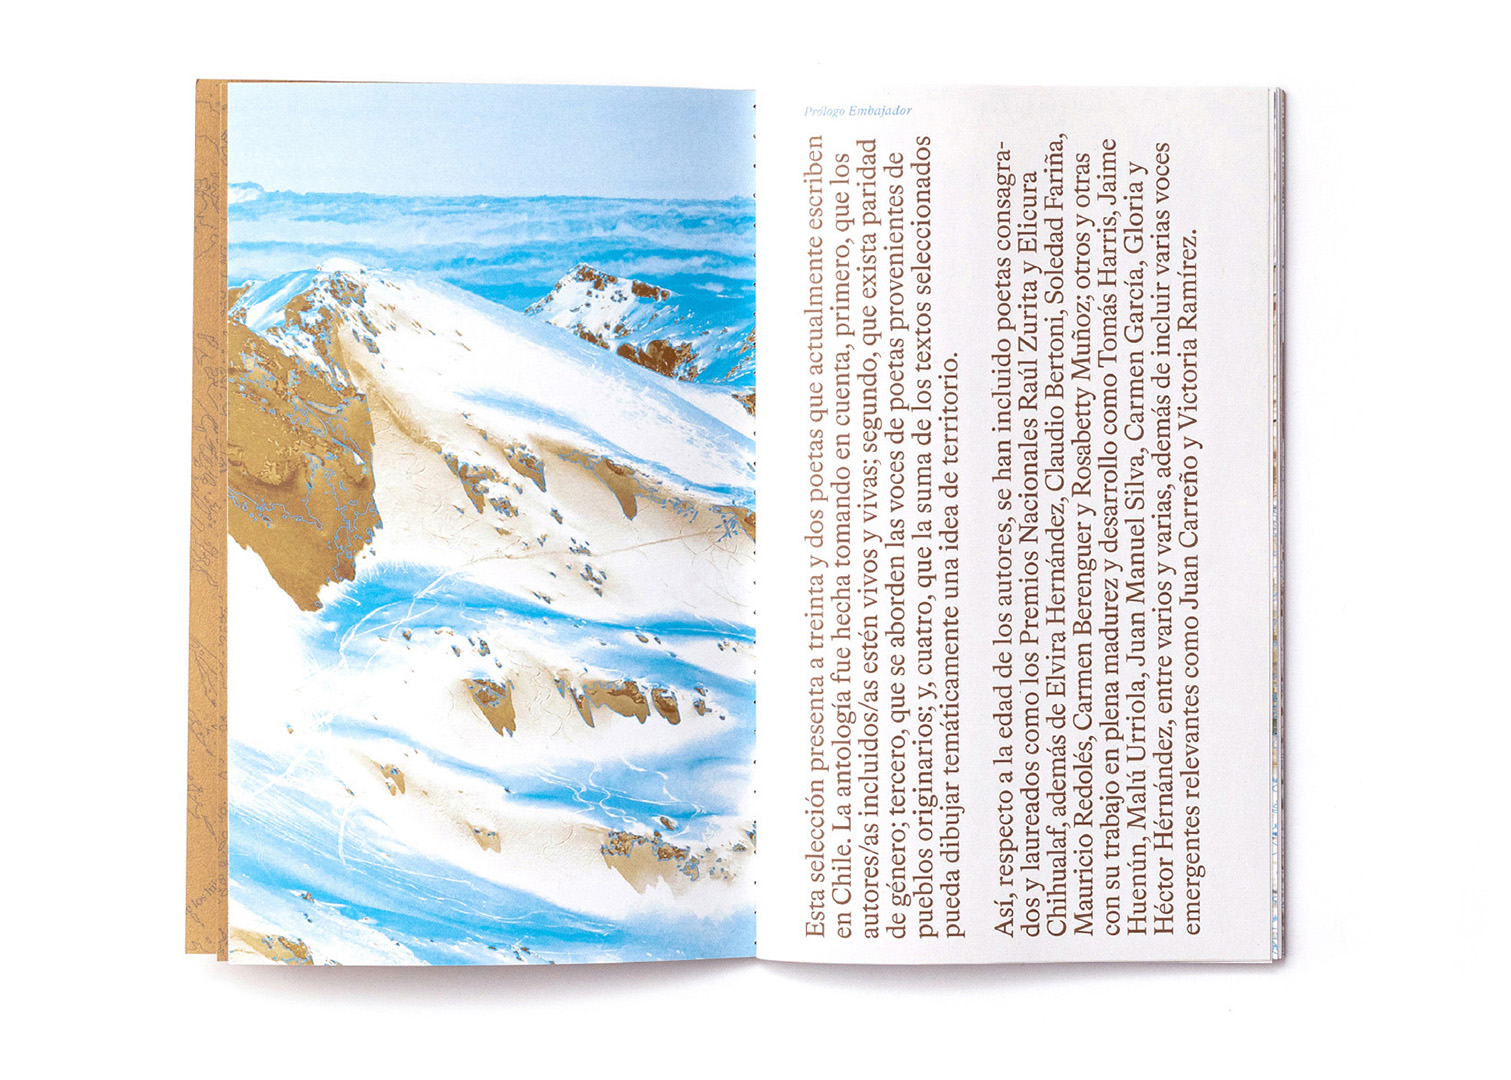 Prólogo Embajador
Esta selección presenta a treinta y dos poetas que actualmente escriben
en Chile. La antología fue hecha tomando en cuenta, primero, que los
autores/as incluidos/as estén vivos y vivas; segundo, que exista paridad
de género; tercero, que se aborden las voces de poetas provenientes de
pueblos originarios; y, cuatro, que la suma de los textos seleccionados
pueda dibujar temáticamente una idea de territorio.
Así, respecto a la edad de los autores, se han incluido poetas consagra-
dos y laureados como los Premios Nacionales Raúl Zurita y Elicura
Chihualaf, además de Elvira Hernández, Claudio Bertoni, Soledad Fariña,
Mauricio Redolés, Carmen Berenguer y Rosabetty Muñoz; otros y otras
con su trabajo en plena madurez y desarrollo como Tomás Harris, Jaime
Huenún, Malú Urriola, Juan Manuel Silva, Carmen García, Gloria y
Héctor Hérnández, entre varios y varias, además de incluir varias voces
emergentes relevantes como Juan Carreño y Victoria Ramírez.